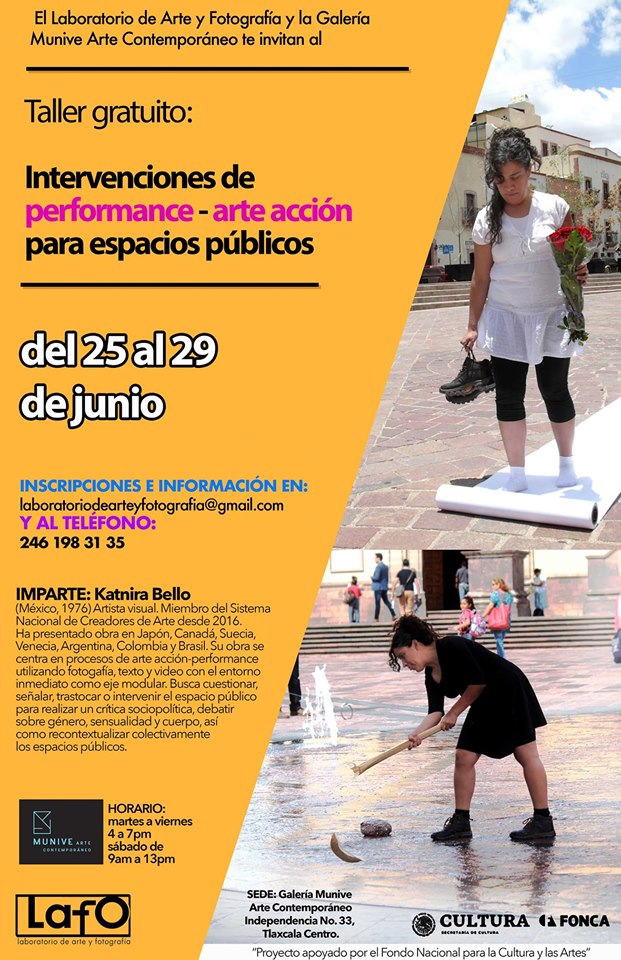 El Laboratorio de Arte y Fotografía y la Galería
Munive Arte Contemporáneo te invitan al
Taller gratuito:
Intervenciones de
performance - arte acción
para espacios públicos
del 25 al 29
de junio
INSCRIPCIONES E INFORMACIÓN EN:
laboratoriodearteyfotografia@gmail.com
Y AL TELÉFONO:
246 198 31 35
IMPARTE: Katnira Bello
(México, 1976) Artista visual. Miembro del Sistema
Nacional de Creadores de Arte desde 2016.
Ha presentado obra en Japón, Canadá, Suecia,
Venecia, Argentina, Colombia y Brasil. Su obra se
centra en procesos de arte acción-performance
utilizando fotogafía, texto y video con el entorno
inmediato como eje modular. Busca cuestionar,
señalar, trastocar o intervenir el espacio público
para realizar un crítica sociopolítica, debatir
sobre género, sensualidad y cuerpo, así
como recontextualizar colectivamente
los espacios públicos.
MUNIVE ARTE
CONTEMPORÁNEO
HORARIO:
martes a viernes
4 a 7pm
sábado de
9am a 13pm
LafO
laboratorio de arte y fotografía
SEDE: Galería Munive
Arte Contemporáneo
Independencia No. 33,
Tlaxcala Centro.
CULTURA
SECRETARÍA DE CULTURA
FONCA
"Proyecto apoyado por el Fondo Nacional para la Cultura y las Artes"